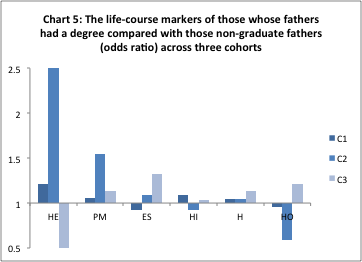 Chart 5: The life-course markers of those whose fathers
had a degree compared with those non-graduate fathers
(odds ratio) across three cohorts
2.5
2
1.5
1
0.5
HE PM ES HI H HO
C1
C2
C3